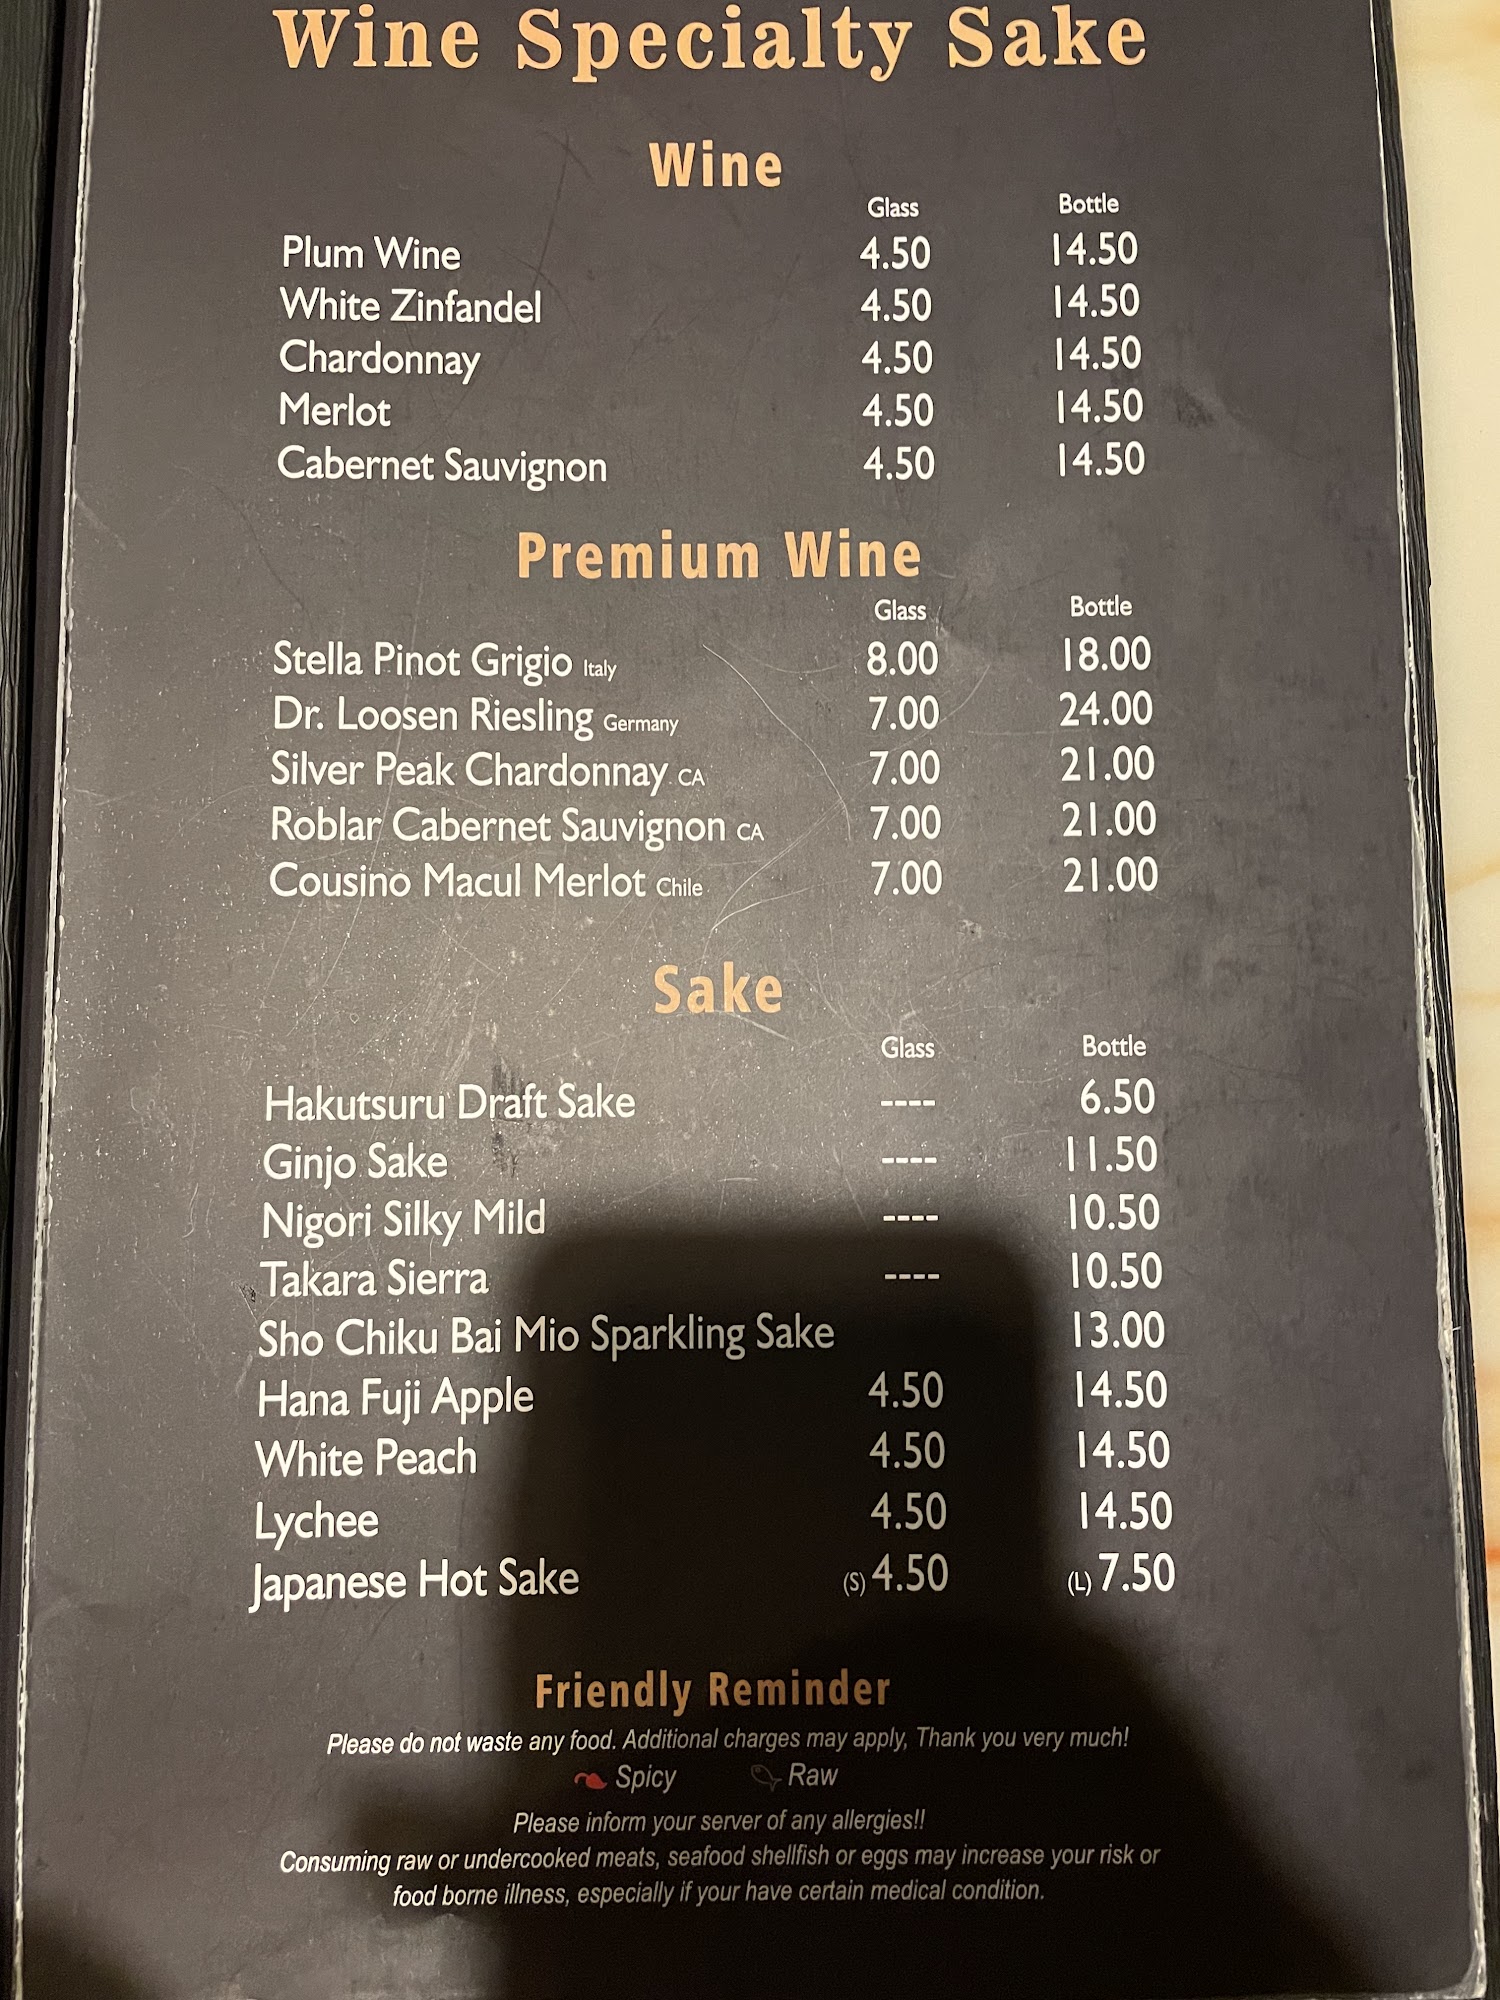 Wine Specialty Sake
Wine
Glass Bottle
Plum Wine 4.50 14.50
White Zinfandel 4.50 14.50
Chardonnay 4.50 14.50
Merlot 4.50 14.50
Cabernet Sauvignon 4.50 14.50
Premium Wine
Glass Bottle
Stella Pinot Grigio Italy 8.00 18.00
Dr. Loosen Riesling Germany 7.00 24.00
Silver Peak Chardonnay CA 7.00 21.00
Roblar Cabernet Sauvignon CA 7.00 21.00
Cousino Macul Merlot Chile 7.00 21.00
Sake
Glass Bottle
Hakutsuru Draft Sake ---- 6.50
Ginjo Sake ---- 11.50
Nigori Silky Mild ---- 10.50
Takara Sierra ---- 10.50
Sho Chiku Bai Mio Sparkling Sake 13.00
Hana Fuji Apple 4.50 14.50
White Peach 4.50 14.50
Lychee 4.50 14.50
Japanese Hot Sake (S) 4.50 (L) 7.50
Friendly Reminder
Please do not waste any food. Additional charges may apply, Thank you very much!
Spicy Raw
Please inform your server of any allergies!!
Consuming raw or undercooked meats, seafood shellfish or eggs may increase your risk or
food borne illness, especially if your have certain medical condition.